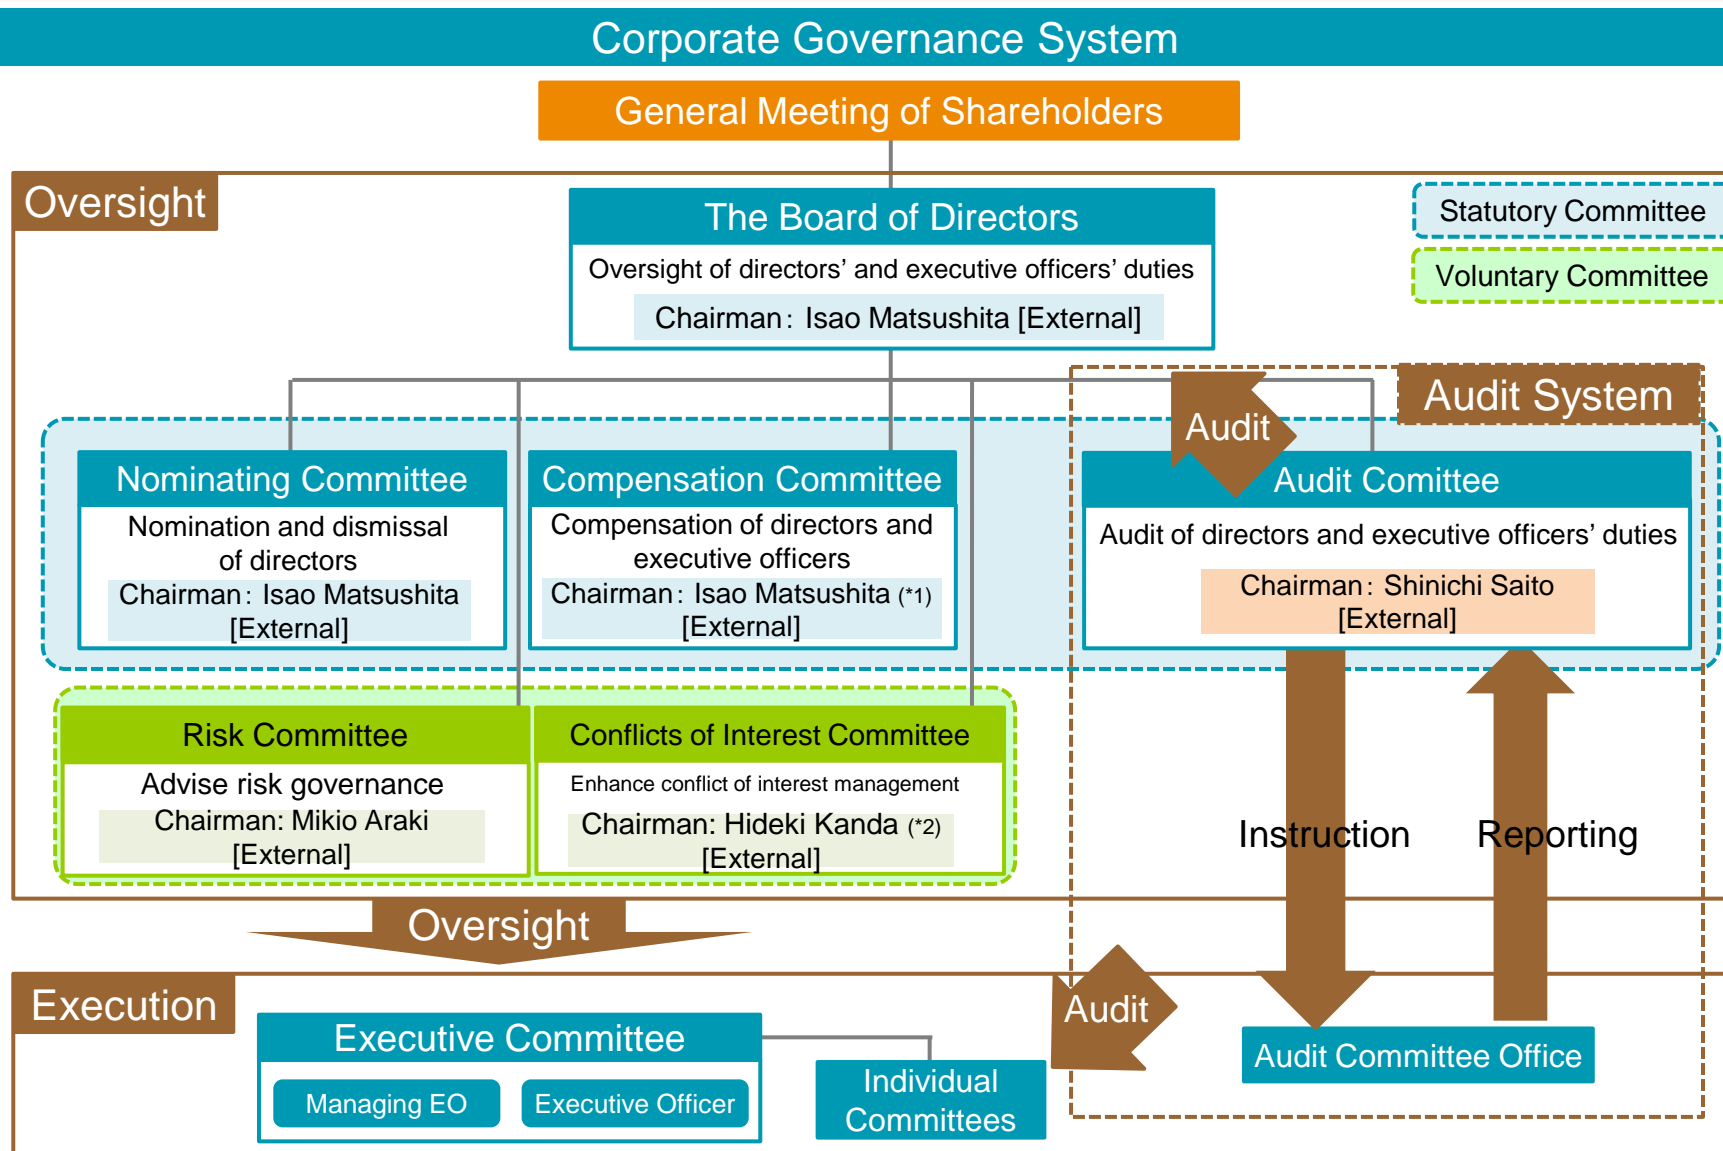 Corporate Governance System
General Meeting of Shareholders
Oversight
The Board of Directors
Oversight of directors’ and executive officers’ duties
Chairman： Isao Matsushita [External]
Statutory Committee
Voluntary Committee
Audit System
Audit
Nominating Committee
Nomination and dismissal
of directors
Chairman： Isao Matsushita
[External]
Compensation Committee
Compensation of directors and
executive officers
Chairman： Isao Matsushita (*1)
[External]
Audit Comittee
Audit of directors and executive officers’ duties
Chairman： Shinichi Saito
[External]
Risk Committee
Advise risk governance
Chairman: Mikio Araki
[External]
Conflicts of Interest Committee
Enhance conflict of interest management
Chairman: Hideki Kanda (*2)
[External]
Instruction
Reporting
Oversight
Execution
Audit
Executive Committee
Managing EO
Executive Officer
Individual
Committees
Audit Committee Office